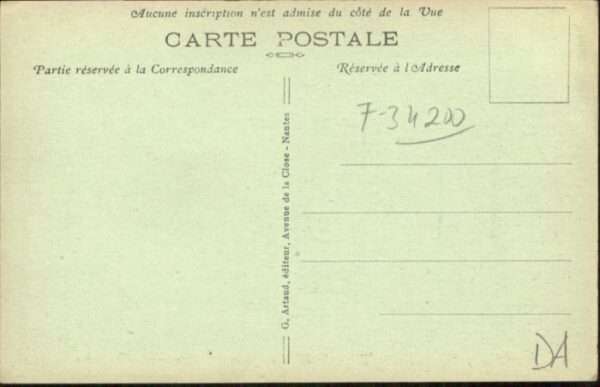 Aucune inscription n'est admise du côté de la Vue
CARTE POSTALE
Partie réservée à la Correspondance
Réservée à l'Adresse
F-34200
G. Artaud, éditeur, Avenue de la Close - Nantes
DA